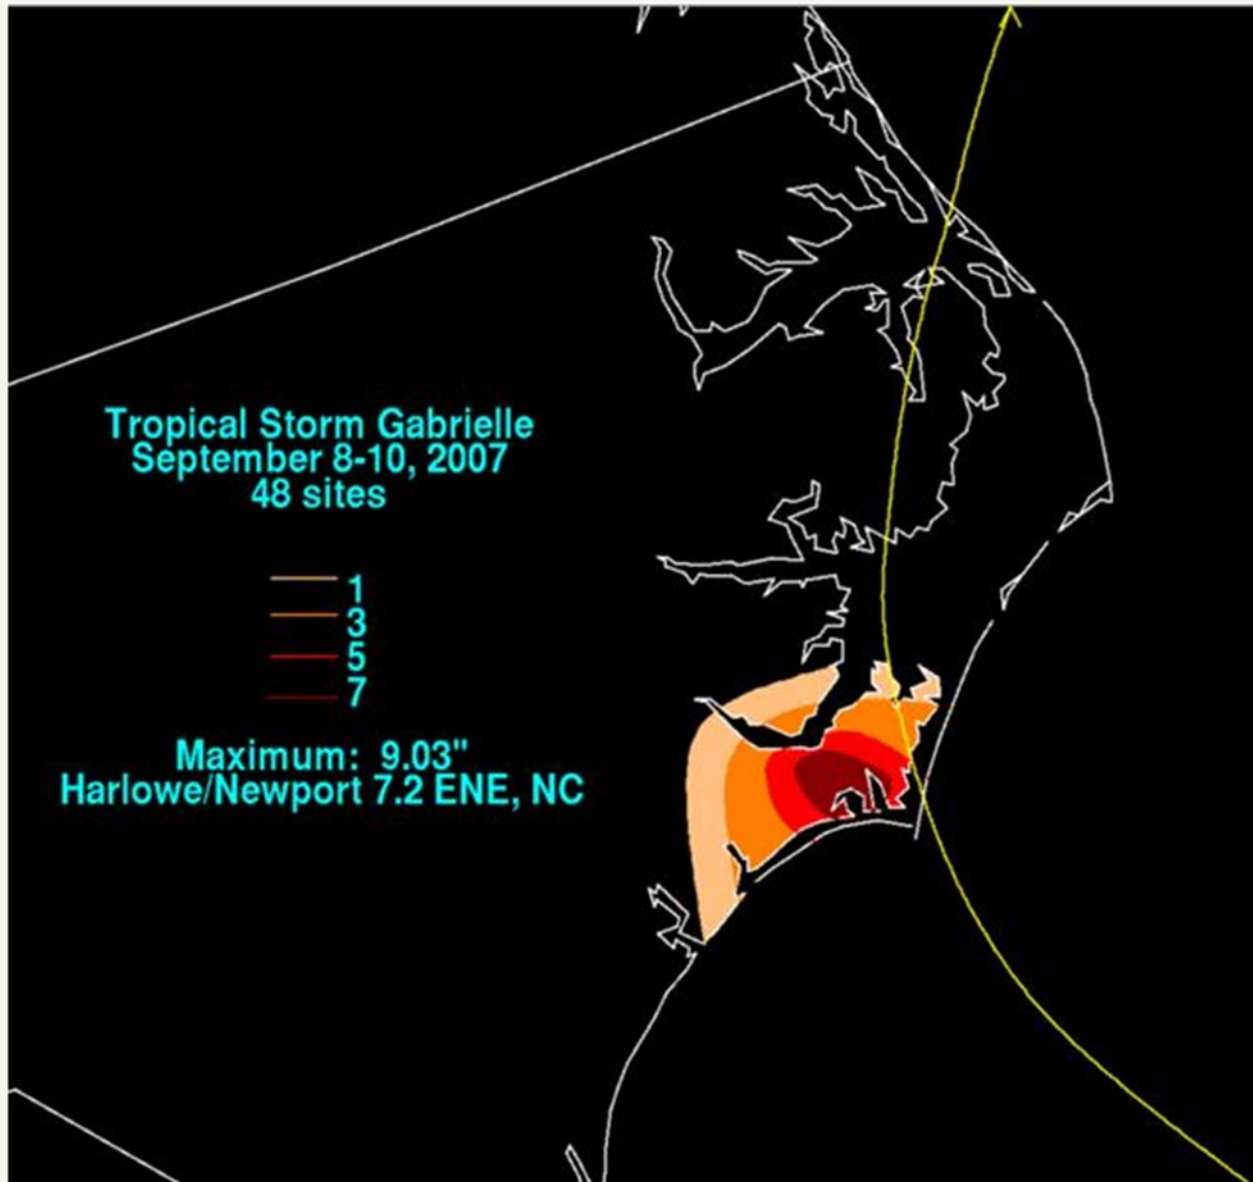 Tropical Storm Gabrielle
September 8-10, 2007
48 sites
1
3
5
7
Maximum: 9.03"
Harlowe/Newport 7.2 ENE, NC